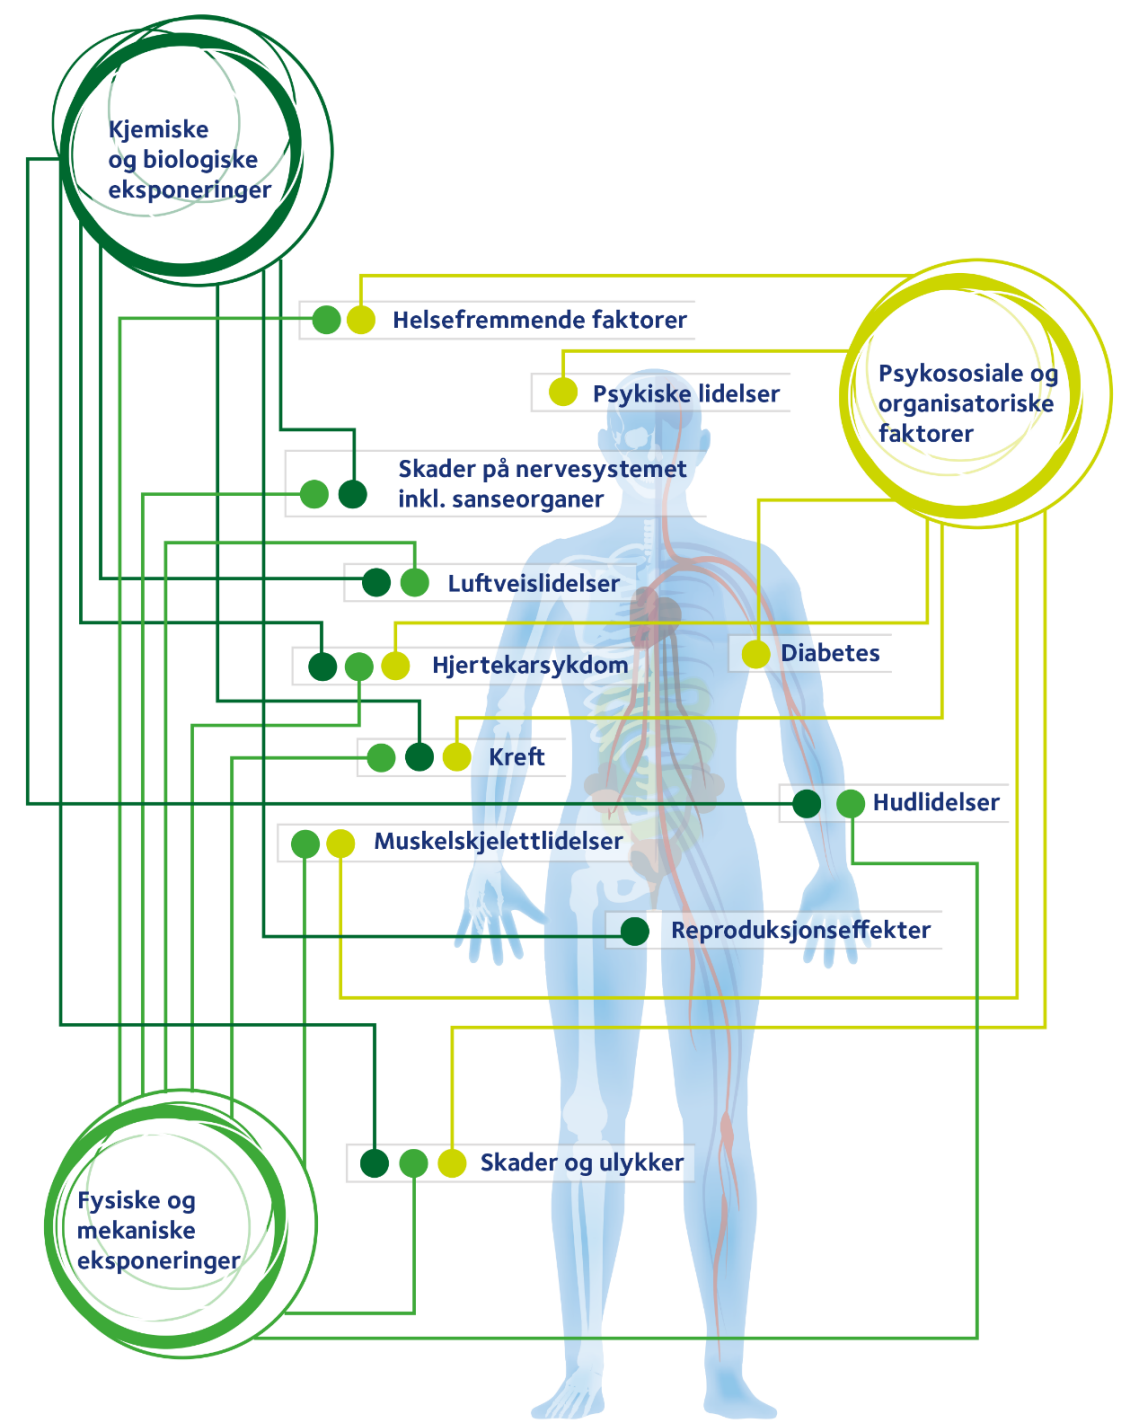 Kjemiske
og biologiske
eksponeringer
Helsefremmende faktorer
Psykososiale og
organisatoriske
faktorer
Psykiske lidelser
Skader på nervesystemet
inkl. sanseorganer
Luftveislidelser
Hjertekarsykdom
Diabetes
Kreft
Hudlidelser
Muskelskjelettlidelser
Reproduksjonseffekter
Skader og ulykker
Fysiske og
mekaniske
eksponeringer